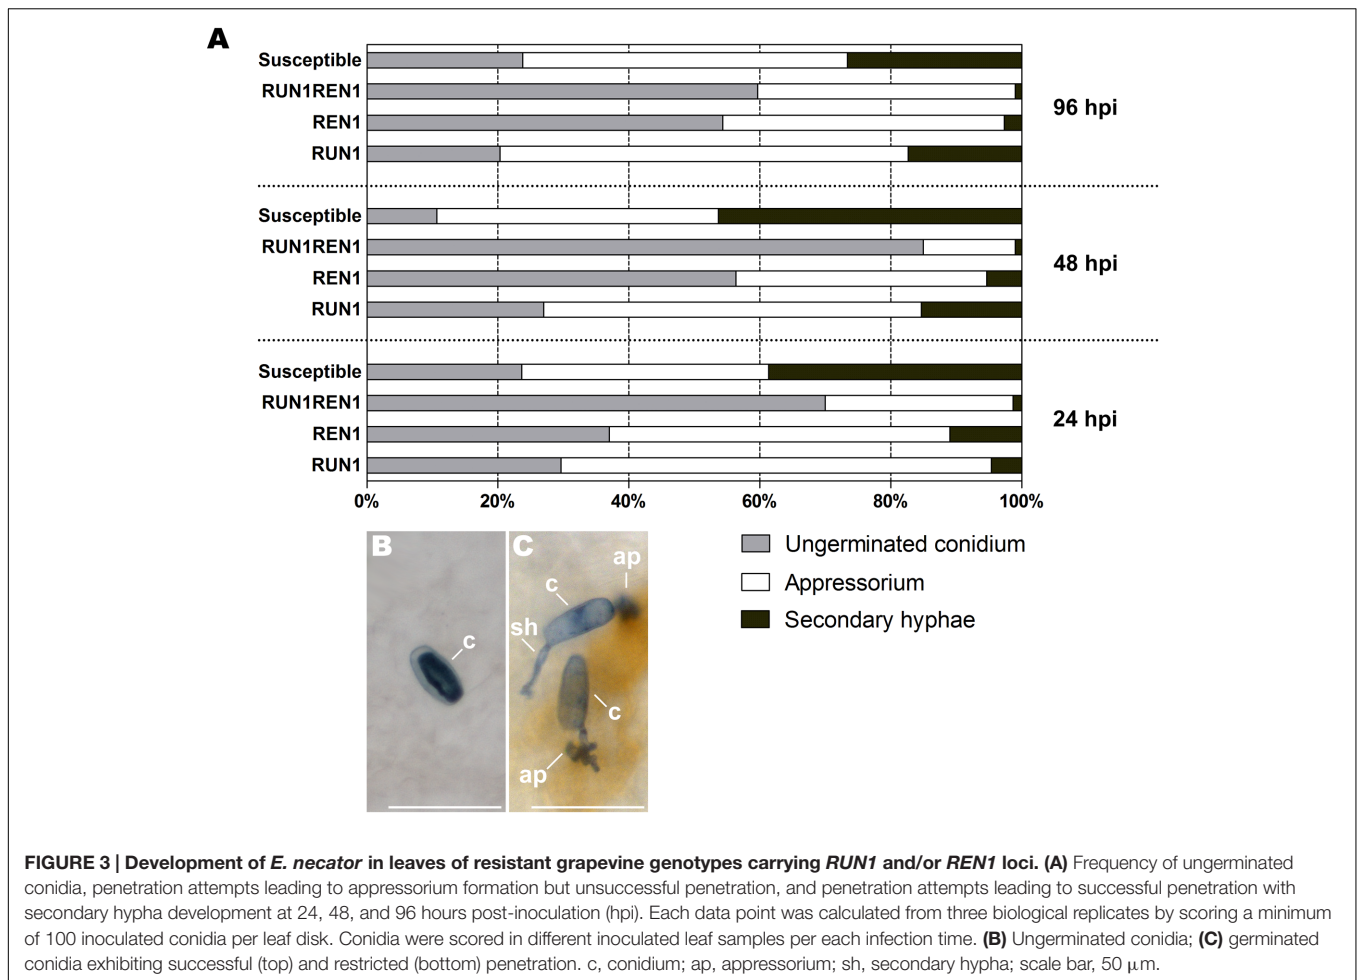 A
Susceptible
RUN1REN1
REN1
RUN1
96 hpi
Susceptible
RUN1REN1
REN1
RUN1
48 hpi
Susceptible
RUN1REN1
REN1
RUN1
24 hpi
0% 20% 40% 60% 80% 100%
B
c
C
ap
c
sh
c
ap
Ungerminated conidium
Appressorium
Secondary hyphae
FIGURE 3 | Development of E. necator in leaves of resistant grapevine genotypes carrying RUN1 and/or REN1 loci. (A) Frequency of ungerminated
conidia, penetration attempts leading to appressorium formation but unsuccessful penetration, and penetration attempts leading to successful penetration with
secondary hypha development at 24, 48, and 96 hours post-inoculation (hpi). Each data point was calculated from three biological replicates by scoring a minimum
of 100 inoculated conidia per leaf disk. Conidia were scored in different inoculated leaf samples per each infection time. (B) Ungerminated conidia; (C) germinated
conidia exhibiting successful (top) and restricted (bottom) penetration. c, conidium; ap, appressorium; sh, secondary hypha; scale bar, 50 μm.